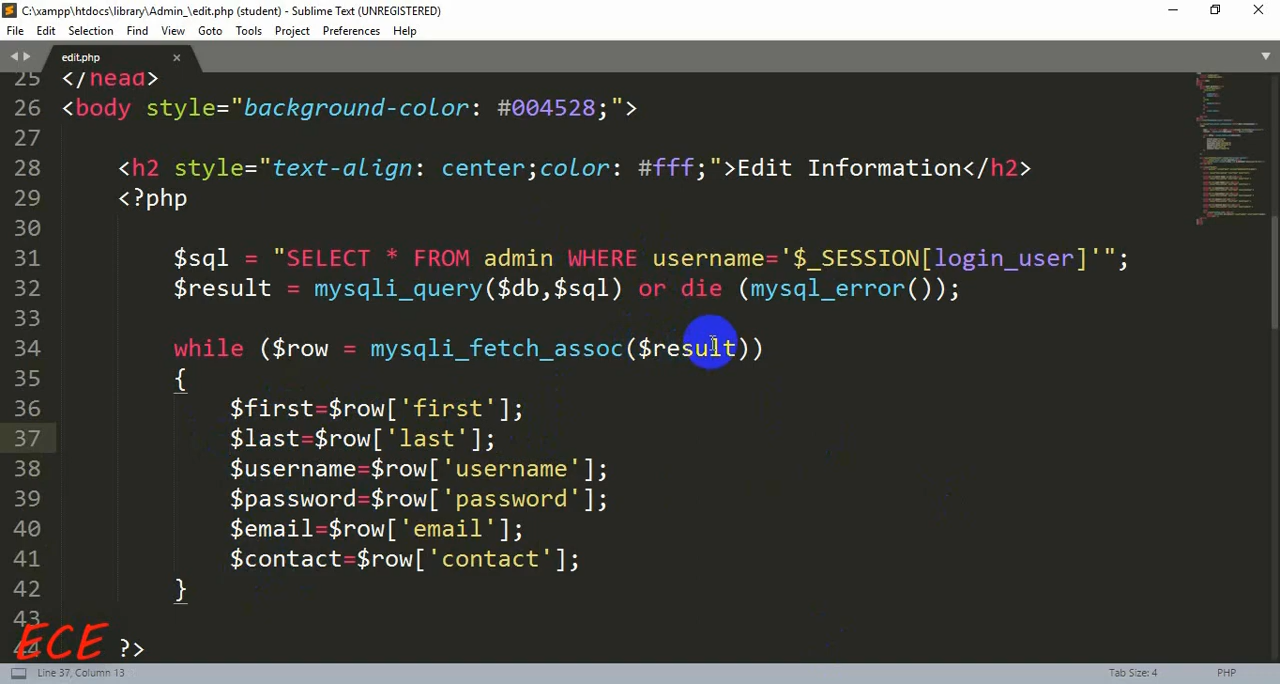 C:\xampp\htdocs\library\Admin_\edit.php (student) - Sublime Text (UNREGISTERED)
File Edit Selection Find View Goto Tools Project Preferences Help
edit.php
25 </head>
26 <body style="background-color: #004528;">
27
28 <h2 style="text-align: center;color: #fff;">Edit Information</h2>
29 <?php
30
31 $sql = "SELECT * FROM admin WHERE username='$_SESSION[login_user]'";
32 $result = mysqli_query($db,$sql) or die (mysql_error());
33
34 while ($row = mysqli_fetch_assoc($result))
35 {
36 $first=$row['first'];
37 $last=$row['last'];
38 $username=$row['username'];
39 $password=$row['password'];
40 $email=$row['email'];
41 $contact=$row['contact'];
42 }
43
44 ?>
ECE
Line 37, Column 13 Tab Size: 4 PHP